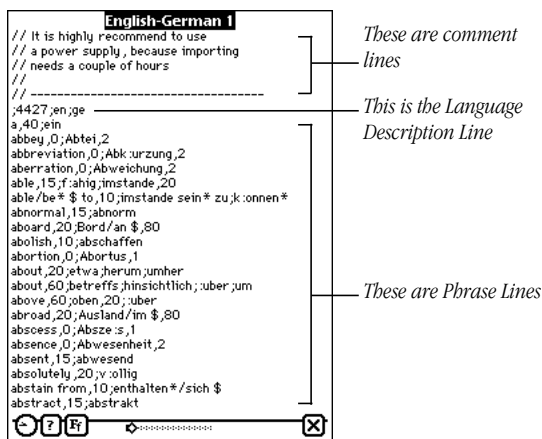 English-German 1
// It is highly recommend to use
// a power supply, because importing
// needs a couple of hours
//
// ----------------------------------
;4427;en;ge
a,40;ein
abbey,0;Abtei,2
abbreviation,0;Abk:urzung,2
aberration,0;Abweichung,2
able,15;f:ahig;imstande,20
able/be* $ to,10;imstande sein* zu;k:onnen*
abnormal,15;abnorm
aboard,20;Bord/an $,80
abolish,10;abschaffen
abortion,0;Abortus,1
about,20;etwa;herum;umher
about,60;betreffs;hinsichtlich;:uber;um
above,60;oben,20;:uber
abroad,20;Ausland/im $,80
abscess,0;Absze:s,1
absence,0;Abwesenheit,2
absent,15;abwesend
absolutely,20;v:ollig
abstain from,10;enthalten*/sich $
abstract,15;abstrakt
? Ff X
These are comment
lines
This is the Language
Description Line
These are Phrase Lines